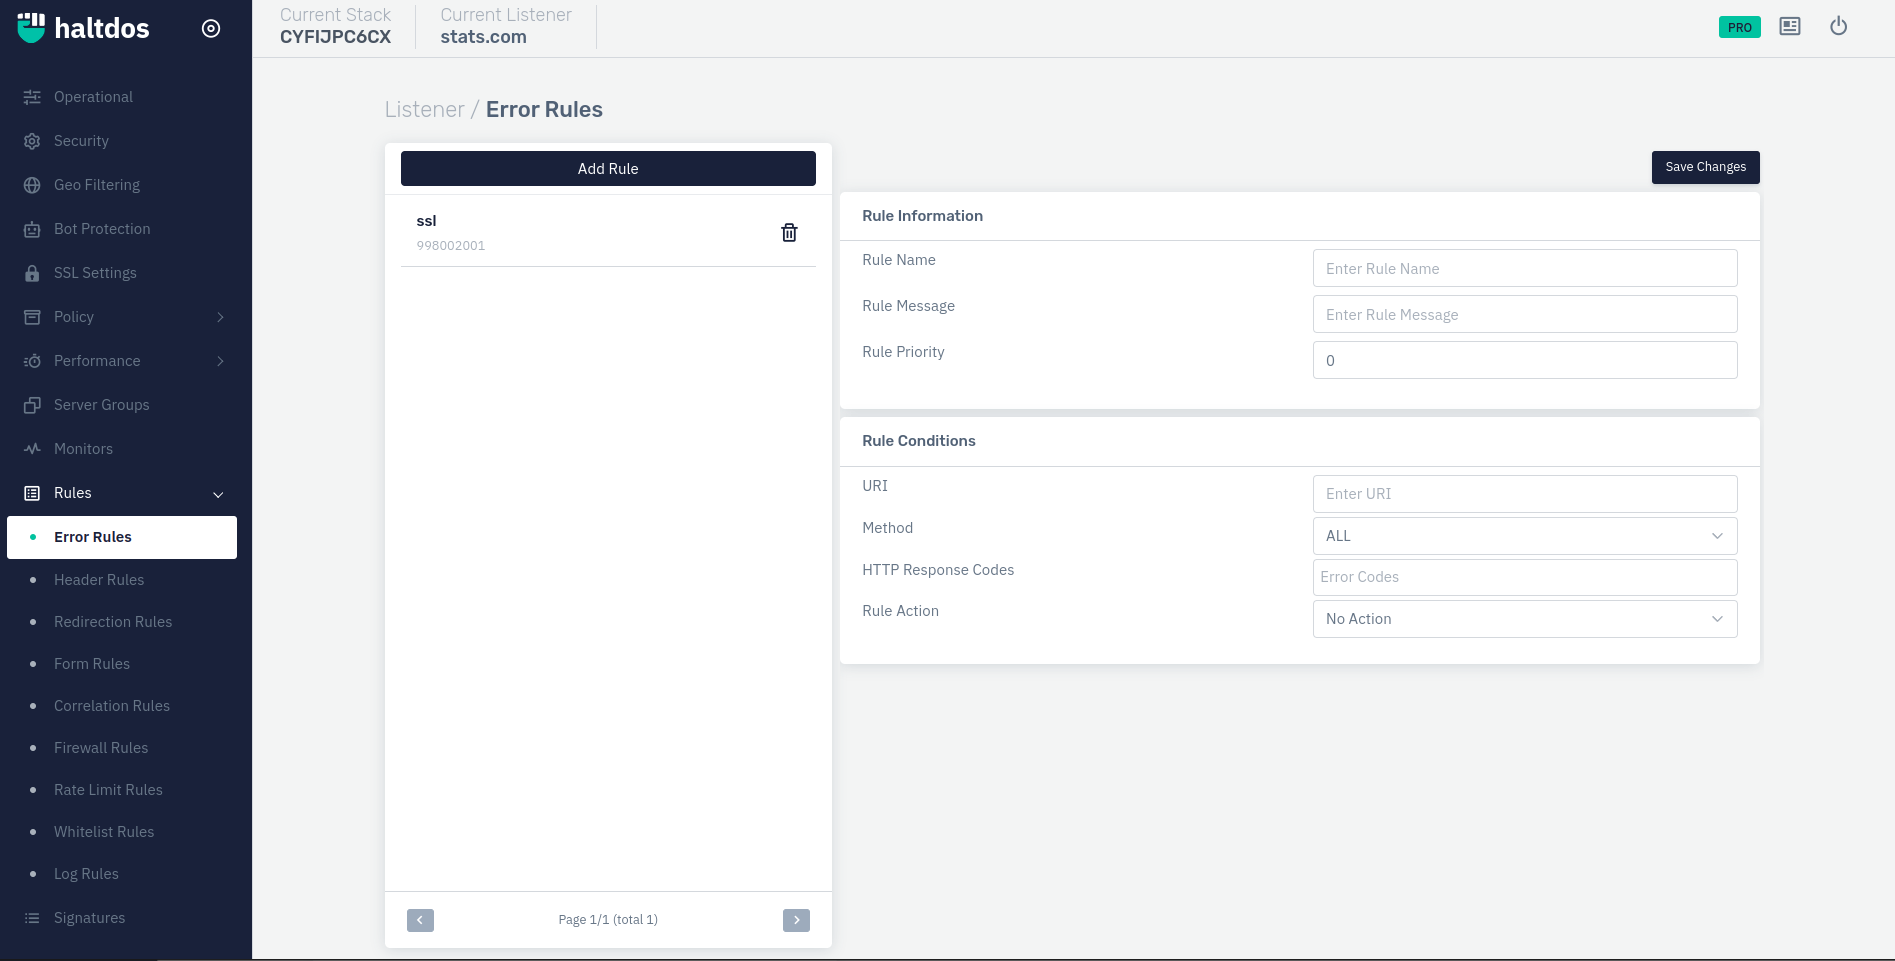 haltdos
Current Stack
CYFIJPC6CX
Current Listener
stats.com
PRO
Operational
Security
Geo Filtering
Bot Protection
SSL Settings
Policy
Performance
Server Groups
Monitors
Rules
Error Rules
Header Rules
Redirection Rules
Form Rules
Correlation Rules
Firewall Rules
Rate Limit Rules
Whitelist Rules
Log Rules
Signatures
Listener / Error Rules
Add Rule
ssl
998002001
Page 1/1 (total 1)
Save Changes
Rule Information
Rule Name
Enter Rule Name
Rule Message
Enter Rule Message
Rule Priority
0
Rule Conditions
URI
Enter URI
Method
ALL
HTTP Response Codes
Error Codes
Rule Action
No Action